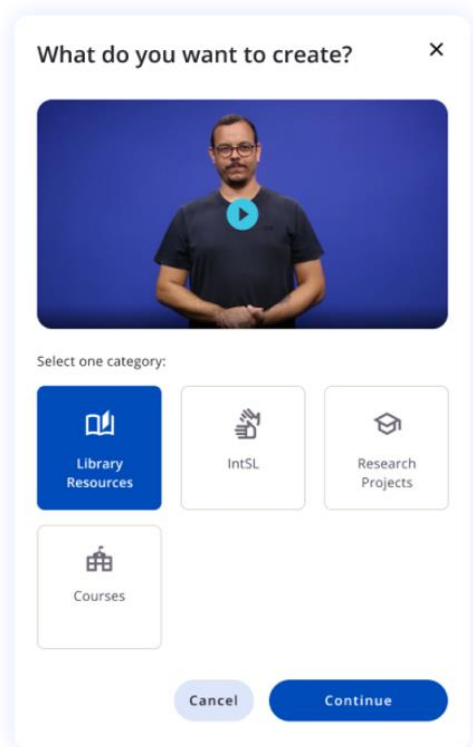 What do you want to create?
Select one category:
Library
Resources
IntSL
Research
Projects
Courses
Cancel
Continue